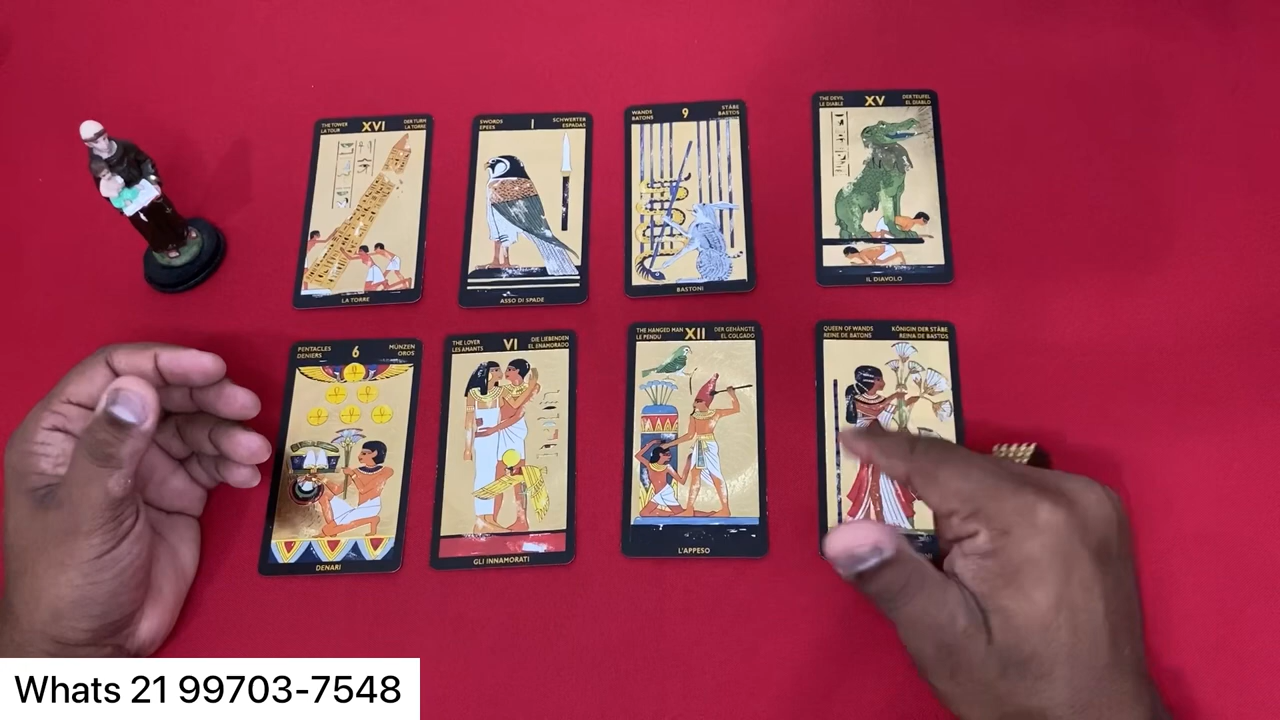 THE TOWER XVI DER TURM
LA TOUR LA TORRE
LA TORRE
SWORDS I SCHWERTER
EPEES ESPADAS
ASSO DI SPADE
WANDS 9 STÄBE
BATONS BASTOS
BASTONI
THE DEVIL XV DER TEUFEL
LE DIABLE EL DIABLO
IL DIAVOLO
PENTACLES 6 MÜNZEN
DENIERS OROS
DENARI
THE LOVER VI DIE LIEBENDEN
LES AMANTS EL ENAMORADO
GLI INNAMORATI
THE HANGED MAN XII DER GEHÄNGTE
LE PENDU EL COLGADO
L'APPESO
QUEEN OF WANDS KÖNIGIN DER STÄBE
REINE DE BATONS REINA DE BASTOS
Whats 21 99703-7548